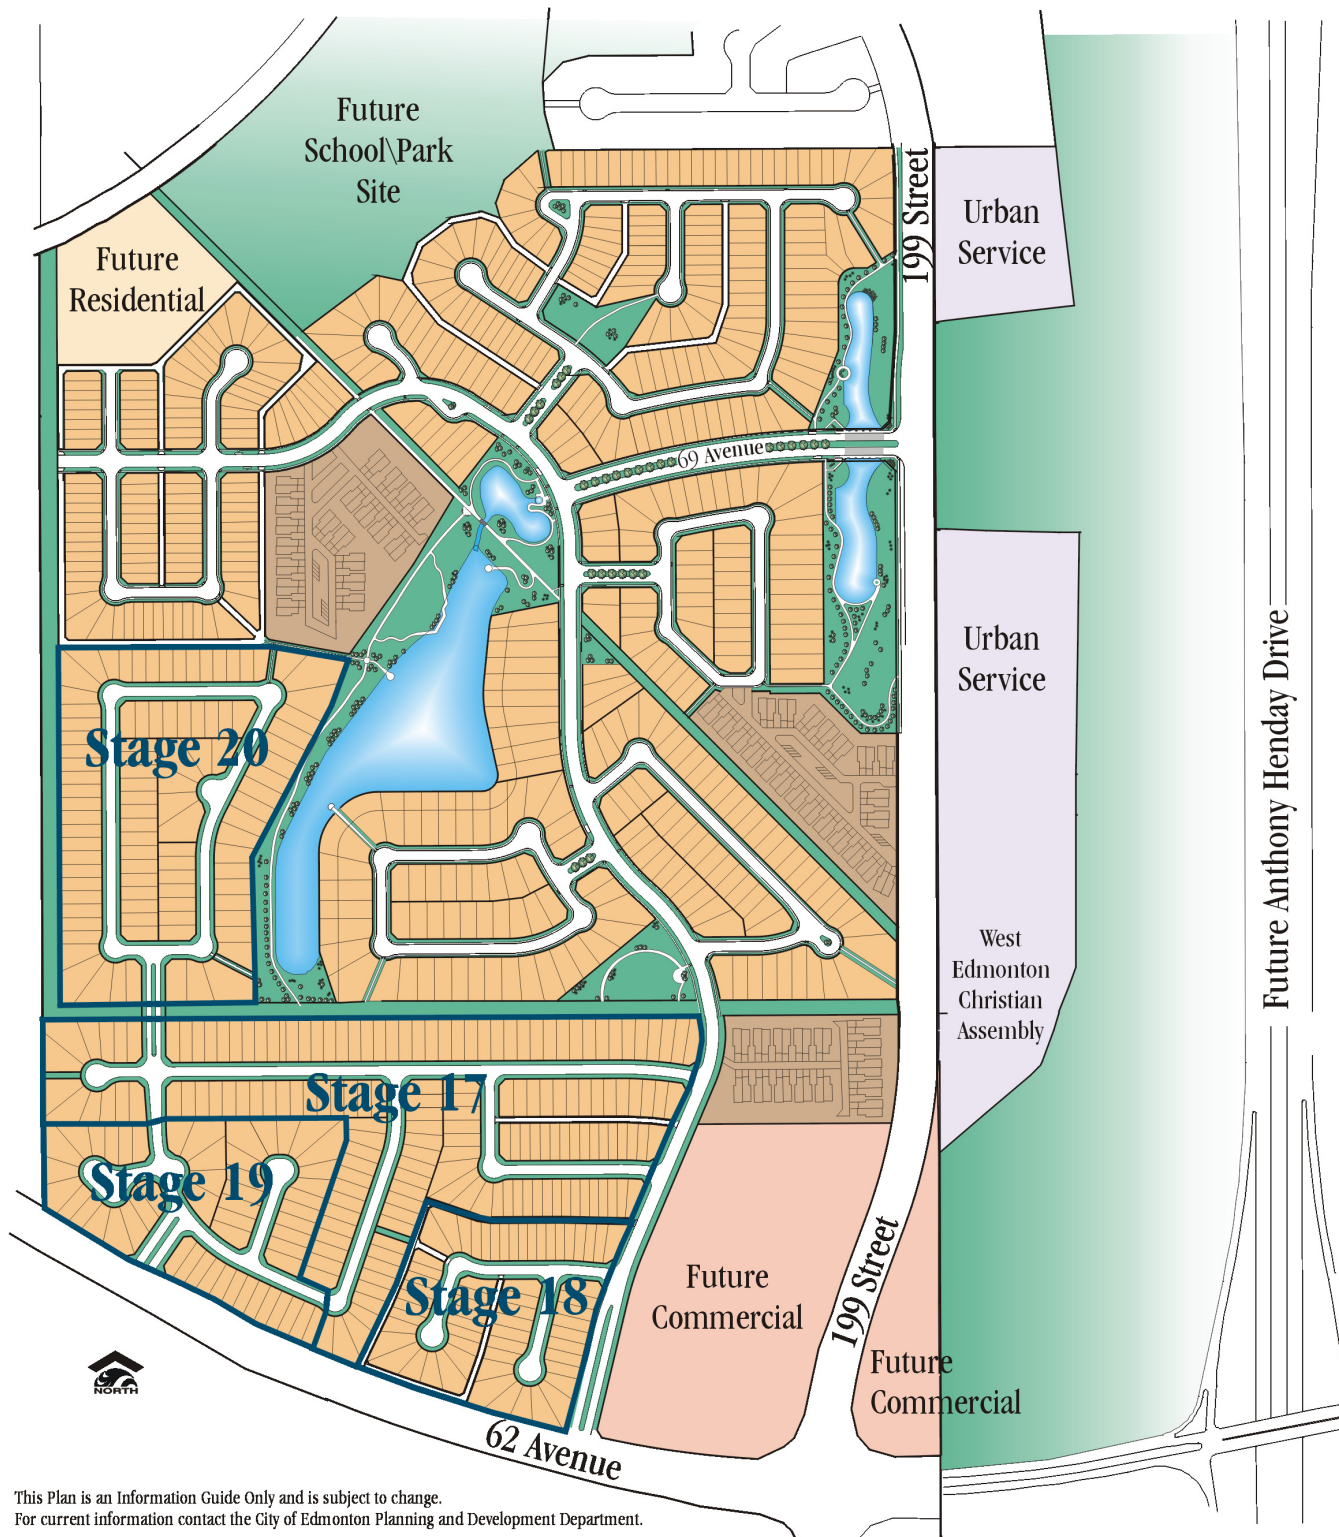 Future
School\Park
Site
199 Street
Urban
Service
Future
Residential
69 Avenue
Urban
Service
Future Anthony Henday Drive
Stage 20
West
Edmonton
Christian
Assembly
Stage 17
Stage 19
Stage 18
Future
Commercial
199 Street
Future
Commercial
NORTH
62 Avenue
This Plan is an Information Guide Only and is subject to change.
For current information contact the City of Edmonton Planning and Development Department.